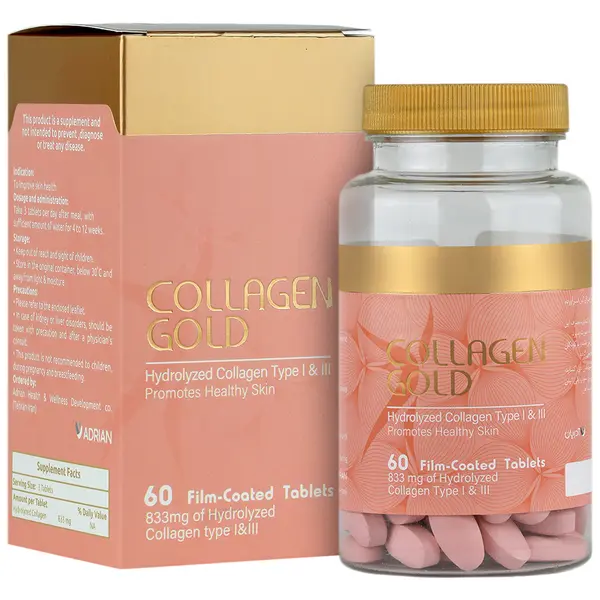 This product is a supplement and
not intended to prevent ,diagnose
or treat any disease.
Indication:
To improve skin health
Dosage and administration:
Take 3 tablets per day after meal, with
sufficient amount of water for 4 to 12 weeks.
Storage:
• Keep out of reach and sight of children.
• Store in the original container, below 30°C and
away from light & moisture
Precautions:
• Please refer to the enclosed leaflet.
• In case of kidney or liver disorders, should be
taken with precaution and after a physician's
consult.
• This product is not recommended to children,
during pregnancy and breastfeeding.
Ordered by:
Adrian Health & Wellness Development co.
(Tehran-Iran)
ADRIAN
Supplement Facts
Serving Size: 3 Tablets
Amount per Tablet
% Daily Value
Hydrolyzed Collagen 833 mg NA
COLLAGEN
GOLD
Hydrolyzed Collagen Type I & III
Promotes Healthy Skin
60 Film-Coated Tablets
833mg of Hydrolyzed
Collagen type I&III
COLLAGEN
GOLD
Hydrolyzed Collagen Type I & III
Promotes Healthy Skin
60 Film-Coated Tablets
833 mg of Hydrolyzed
Collagen Type I & III